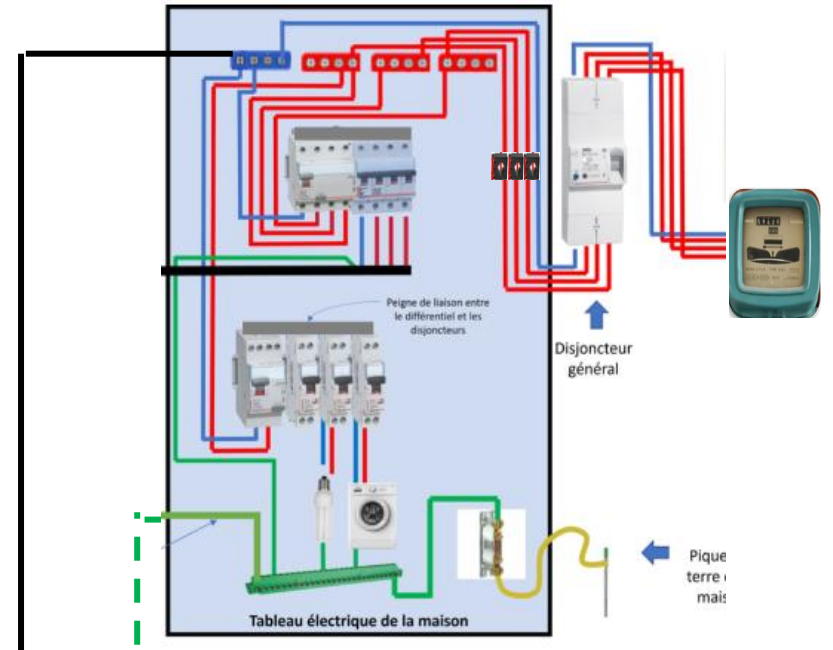 Peigne de liaison entre
le différentiel et les
disjoncteurs
Disjoncteur
général
Pique
terre
mais
Tableau électrique de la maison